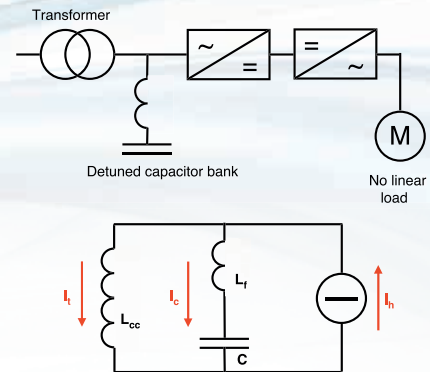 Transformer
~
=
=
~
M
Detuned capacitor bank
No linear
load
It
Lcc
Ic
Lf
C
Ih